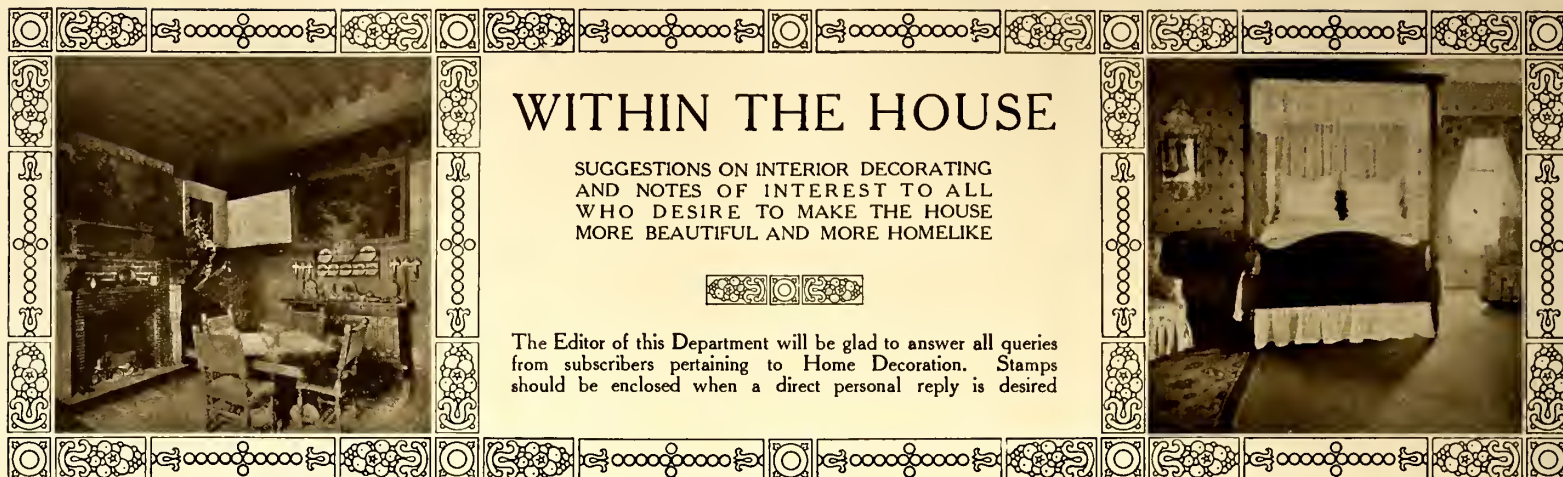 WITHIN THE HOUSE
SUGGESTIONS ON INTERIOR DECORATING
AND NOTES OF INTEREST TO ALL
WHO DESIRE TO MAKE THE HOUSE
MORE BEAUTIFUL AND MORE HOMELIKE
The Editor of this Department will be glad to answer all queries
from subscribers pertaining to Home Decoration. Stamps
should be enclosed when a direct personal reply is desired